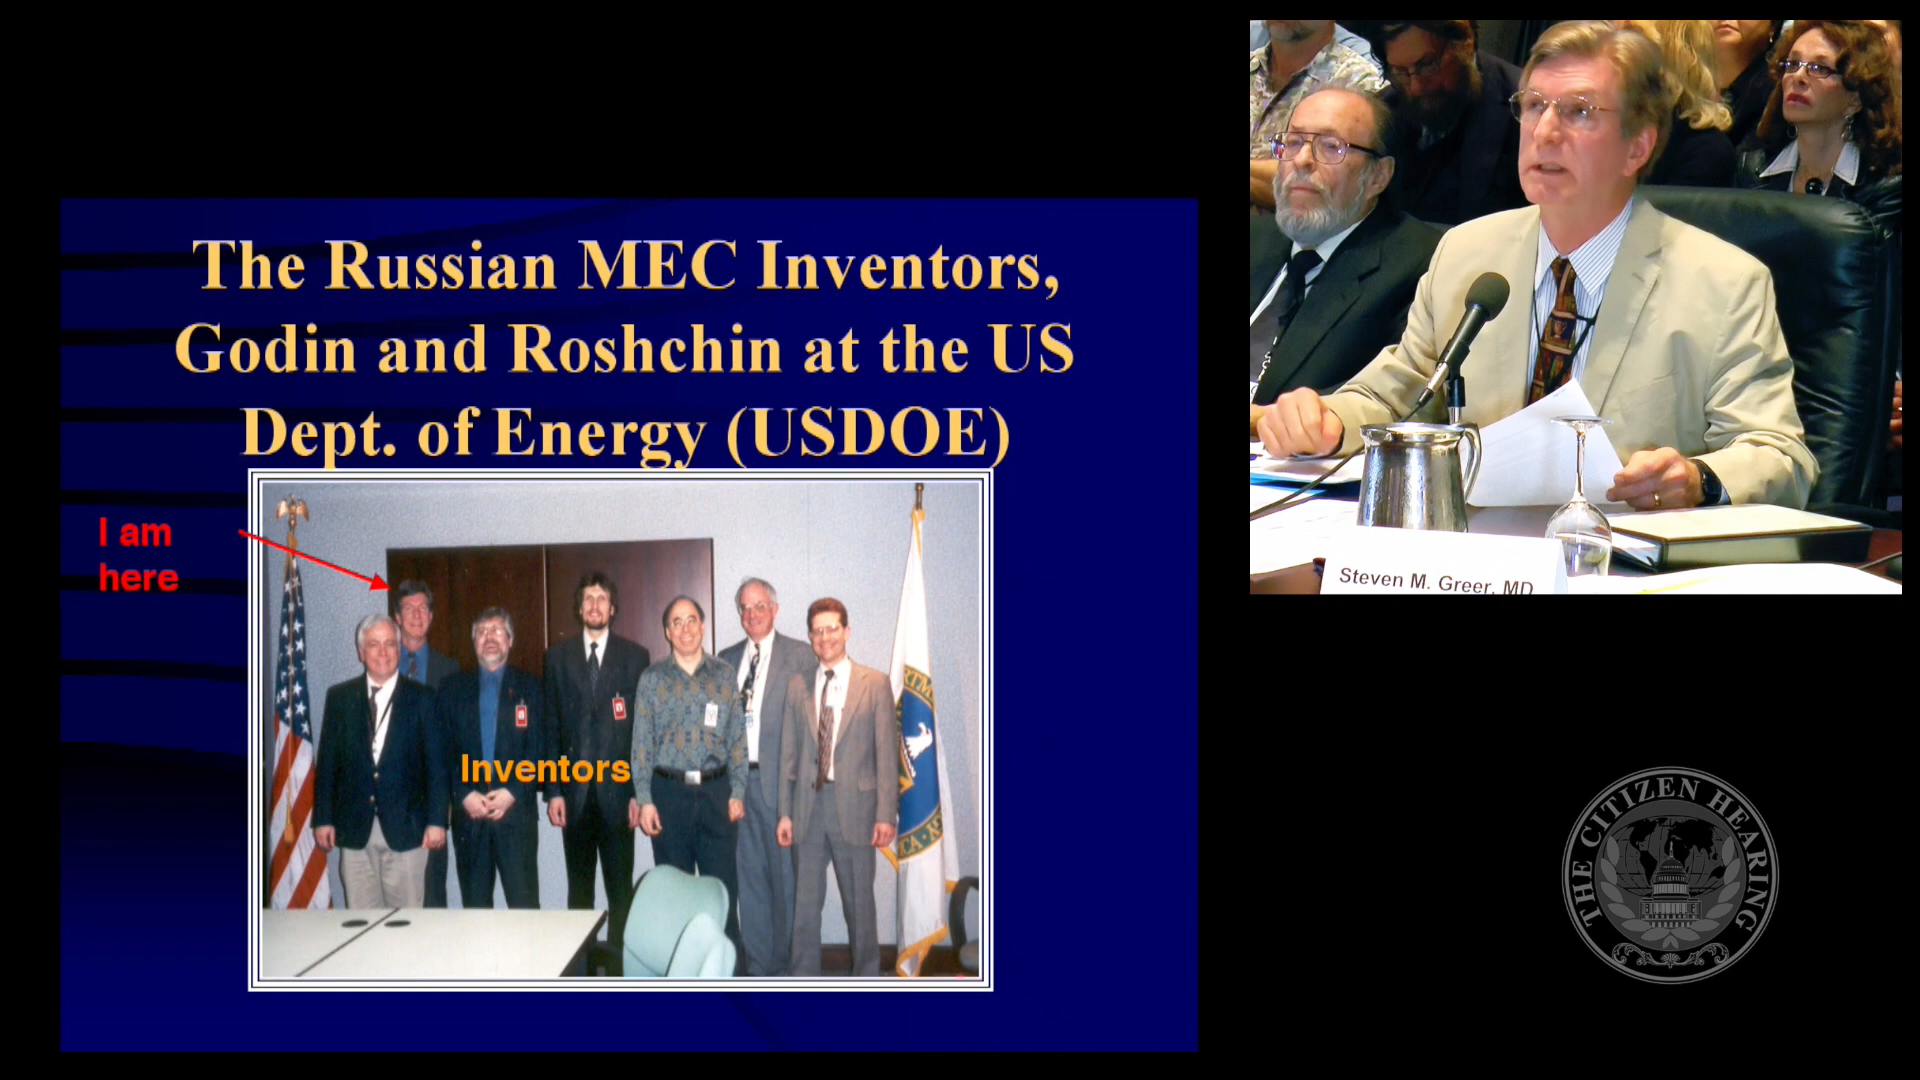 The Russian MEC Inventors,
Godin and Roshchin at the US
Dept. of Energy (USDOE)
I am
here
Inventors
Steven M. Greer, MD
THE CITIZEN HEARING